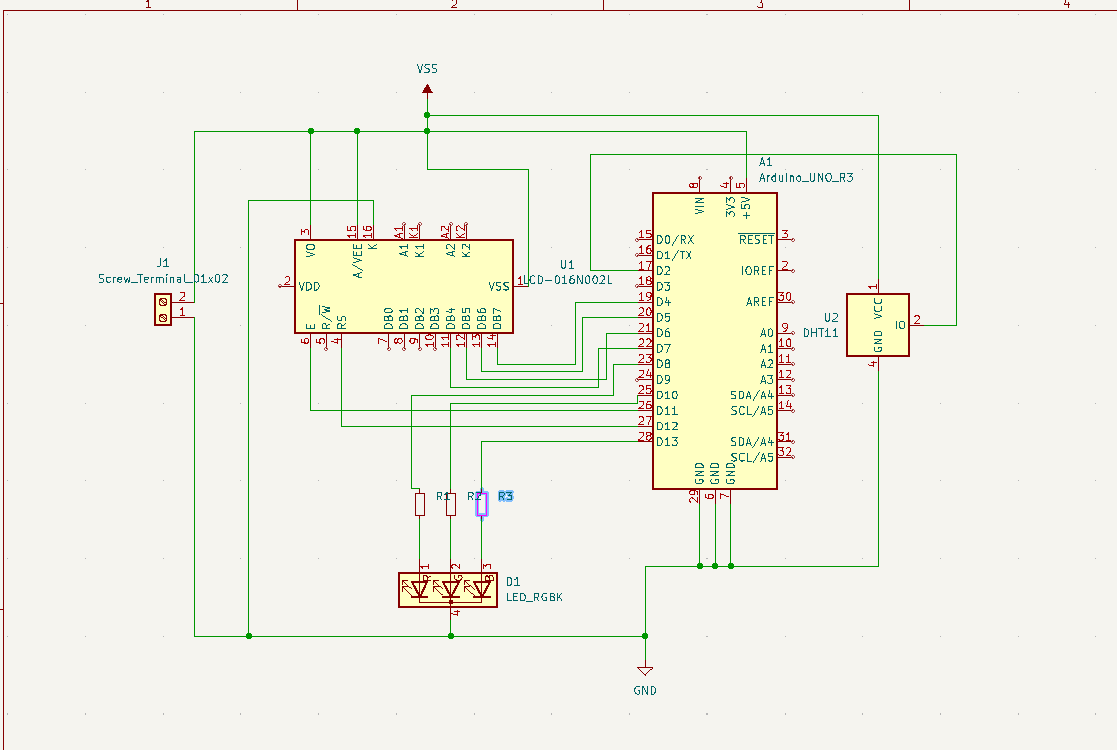 1
2
3
4
VSS
A1
Arduino_UNO_R3
8
4
5
VIN
3V3
+5V
3
15
16
A1
K1
A2
K2
VO
A/VEE
K
A1
K1
A2
K2
15 D0/RX
RESET 3
16 D1/TX
17 D2
IOREF 2
18 D3
19 D4
AREF 30
20 D5
21 D6
A0 9
22 D7
A1 10
23 D8
A2 11
24 D9
A3 12
25 D10
SDA/A4 13
26 D11
SCL/A5 14
27 D12
28 D13
SDA/A4 31
SCL/A5 32
GND
GND
GND
29
6
7
J1
Screw_Terminal_01x02
2
1
U1
LCD-016N002L
2 VDD
VSS 1
E
R/W
RS
DB0
DB1
DB2
DB3
DB4
DB5
DB6
DB7
6
5
4
7
8
9
10
11
12
13
14
1
VCC
U2
DHT11
IO 2
GND
4
R1
R2
R3
1
2
3
R
G
B
D1
LED_RGBK
4
GND